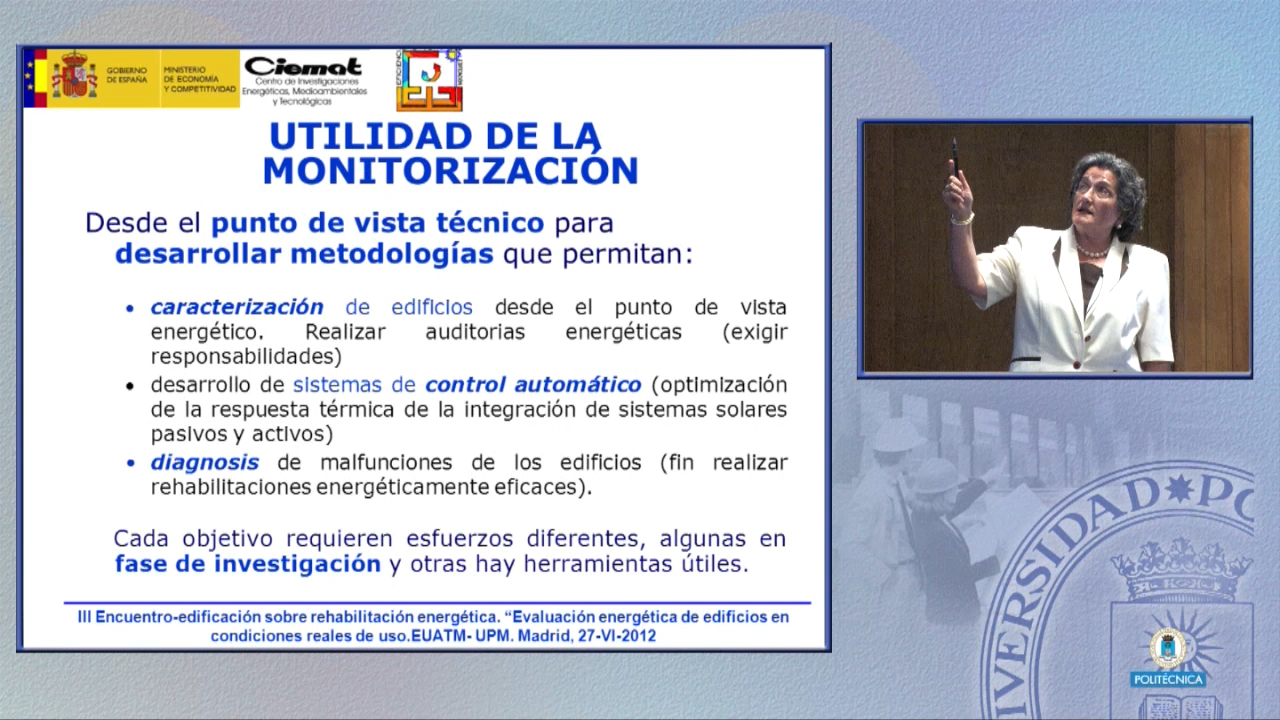 GOBIERNO
DE ESPAÑA
MINISTERIO
DE ECONOMÍA
Y COMPETITIVIDAD
Ciemat
Centro de Investigaciones
Energéticas, Medioambientales
y Tecnológicas
UTILIDAD DE LA
MONITORIZACIÓN
Desde el punto de vista técnico para
desarrollar metodologías que permitan:
• caracterización de edificios desde el punto de vista
energético. Realizar auditorias energéticas (exigir
responsabilidades)
• desarrollo de sistemas de control automático (optimización
de la respuesta térmica de la integración de sistemas solares
pasivos y activos)
• diagnosis de malfunciones de los edificios (fin realizar
rehabilitaciones energéticamente eficaces).
Cada objetivo requieren esfuerzos diferentes, algunas en
fase de investigación y otras hay herramientas útiles.
III Encuentro-edificación sobre rehabilitación energética. “Evaluación energética de edificios en
condiciones reales de uso.EUATM- UPM. Madrid, 27-VI-2012
IVERSIDAD PO
POLITÉCNICA